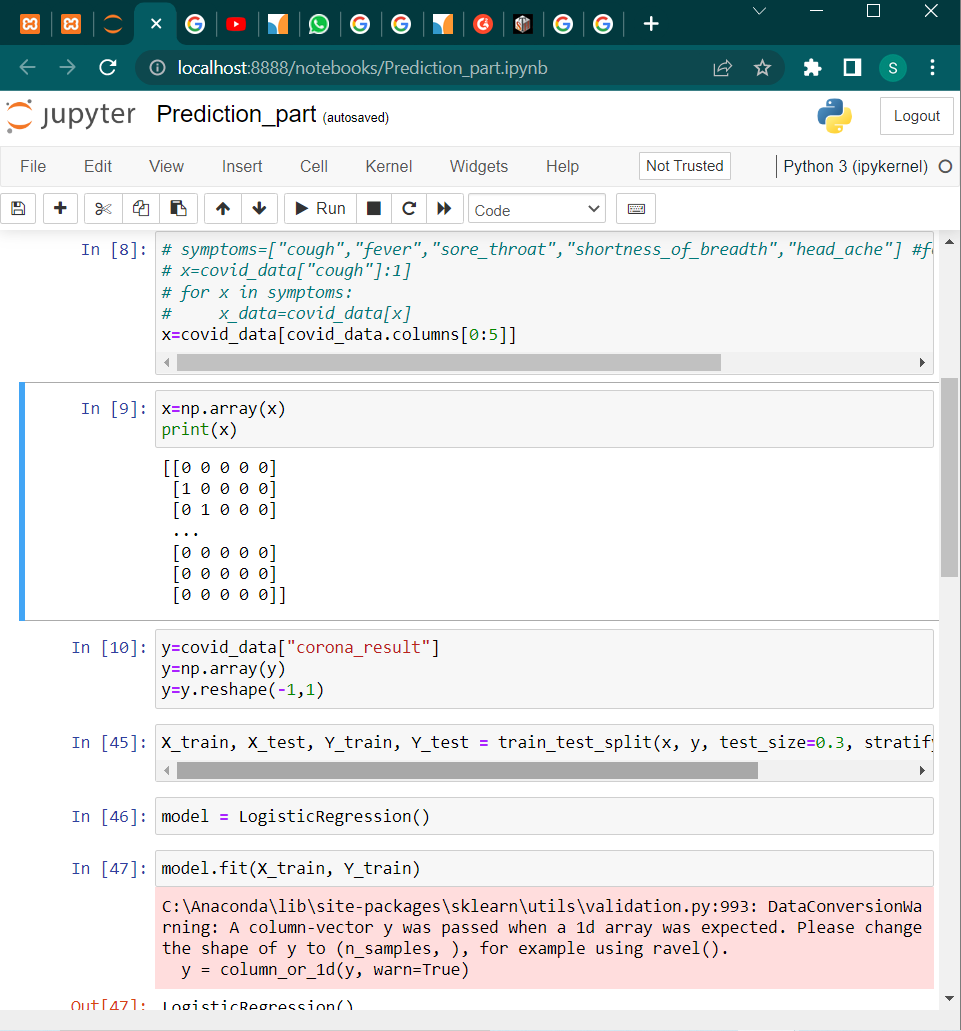 S
localhost:8888/notebooks/Prediction_part.ipynb
jupyter Prediction_part (autosaved)
Logout
File Edit View Insert Cell Kernel Widgets Help Not Trusted Python 3 (ipykernel)
Run Code
In [8]: # symptoms=["cough","fever","sore_throat","shortness_of_breadth","head_ache"] #f
# x=covid_data["cough"]:1]
# for x in symptoms:
#     x_data=covid_data[x]
x=covid_data[covid_data.columns[0:5]]
In [9]: x=np.array(x)
print(x)
[[0 0 0 0 0]
[1 0 0 0 0]
[0 1 0 0 0]
...
[0 0 0 0 0]
[0 0 0 0 0]
[0 0 0 0 0]]
In [10]: y=covid_data["corona_result"]
y=np.array(y)
y=y.reshape(-1,1)
In [45]: X_train, X_test, Y_train, Y_test = train_test_split(x, y, test_size=0.3, stratify
In [46]: model = LogisticRegression()
In [47]: model.fit(X_train, Y_train)
C:\Anaconda\lib\site-packages\sklearn\utils\validation.py:993: DataConversionWa
rning: A column-vector y was passed when a 1d array was expected. Please change
the shape of y to (n_samples, ), for example using ravel().
y = column_or_1d(y, warn=True)
Out[47]: LogisticRegression()